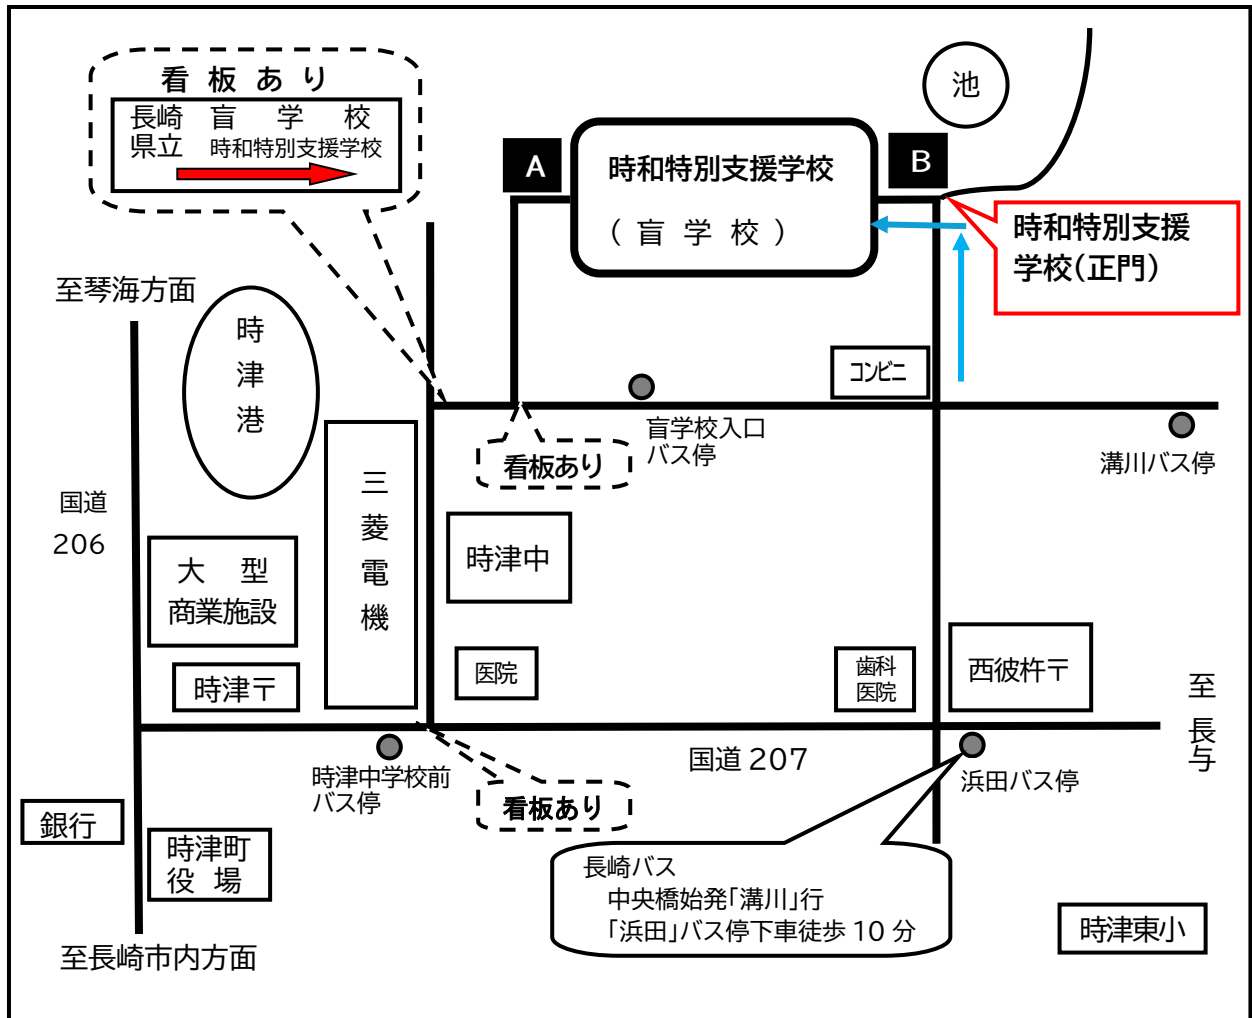 看板あり
長崎 盲学校
県立 時和特別支援学校
池
A
時和特別支援学校
(盲学校)
B
時和特別支援
学校(正門)
至琴海方面
時津港
コンビニ
盲学校入口
バス停
看板あり
溝川バス停
国道
206
三菱電機
時津中
大型
商業施設
時津〒
医院
歯科
医院
西彼杵〒
至長与
国道207
時津中学校前
バス停
看板あり
浜田バス停
銀行
時津町
役場
長崎バス
中央橋始発「溝川」行
「浜田」バス停下車徒歩10分
時津東小
至長崎市内方面